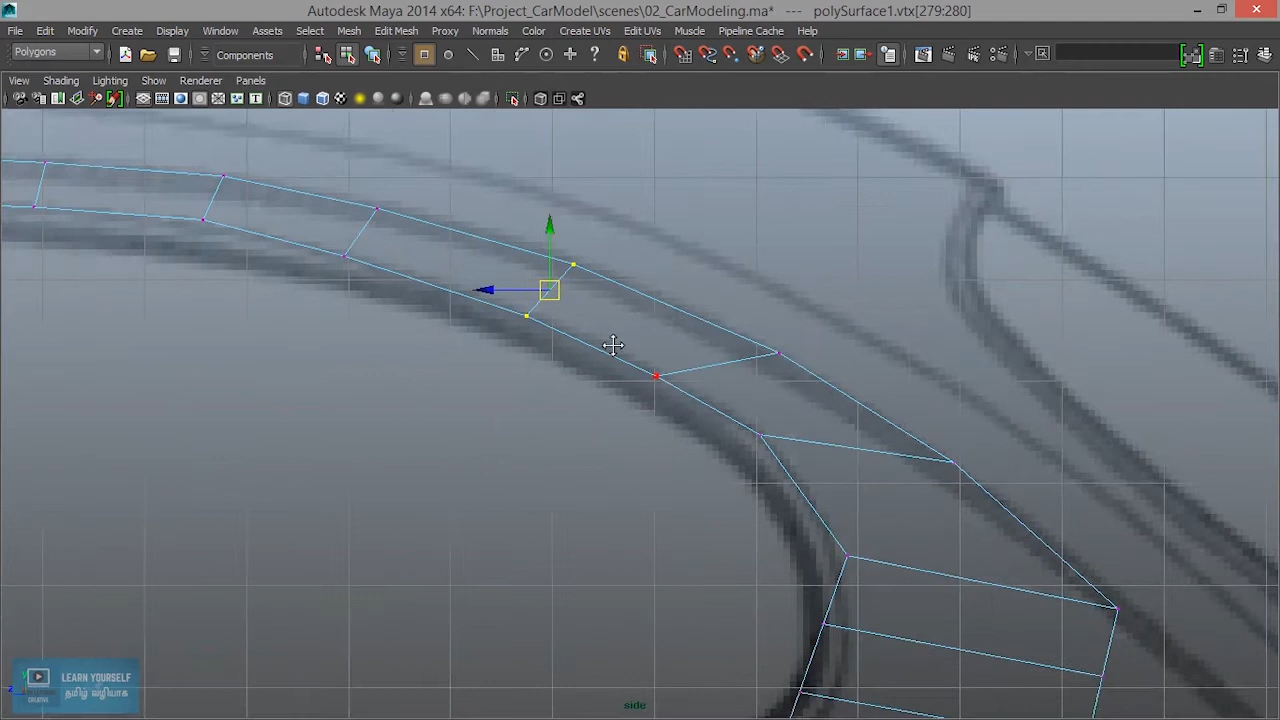 Autodesk Maya 2014 x64: F:\Project_CarModel\scenes\02_CarModeling.ma* --- polySurface1.vtx[279:280]
File Edit Modify Create Display Window Assets Select Mesh Edit Mesh Proxy Normals Color Create UVs Edit UVs Muscle Pipeline Cache Help
Polygons Components
View Shading Lighting Show Renderer Panels
LEARN YOURSELF
தமிழ் வழியாக
CREATIVE
side